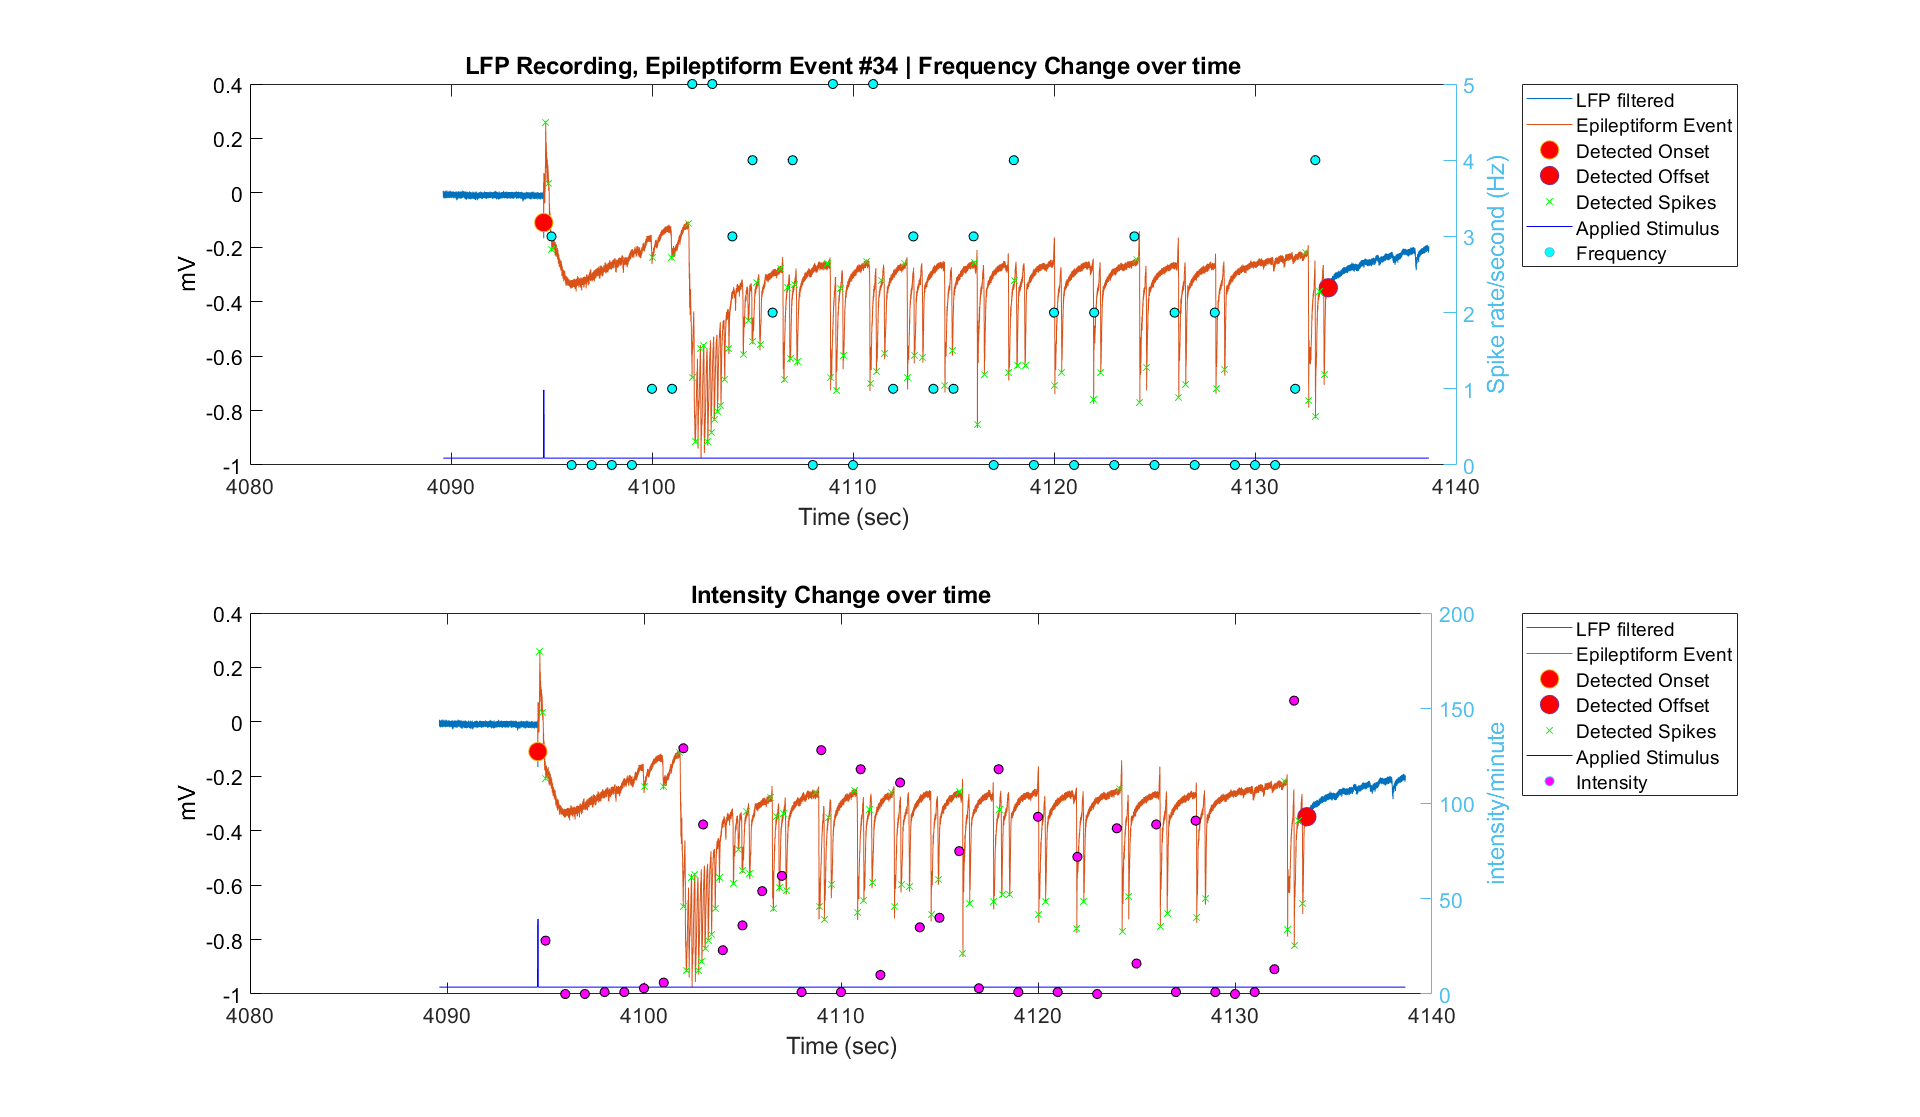 LFP Recording, Epileptiform Event #34 | Frequency Change over time
0.4
0.2
0
-0.2
-0.4
-0.6
-0.8
-1
mV
4080
4090
4100
4110
4120
4130
4140
Time (sec)
5
4
3
2
1
0
Spike rate/second (Hz)
LFP filtered
Epileptiform Event
Detected Onset
Detected Offset
Detected Spikes
Applied Stimulus
Frequency
Intensity Change over time
0.4
0.2
0
-0.2
-0.4
-0.6
-0.8
-1
mV
4080
4090
4100
4110
4120
4130
4140
Time (sec)
200
150
100
50
0
intensity/minute
LFP filtered
Epileptiform Event
Detected Onset
Detected Offset
Detected Spikes
Applied Stimulus
Intensity